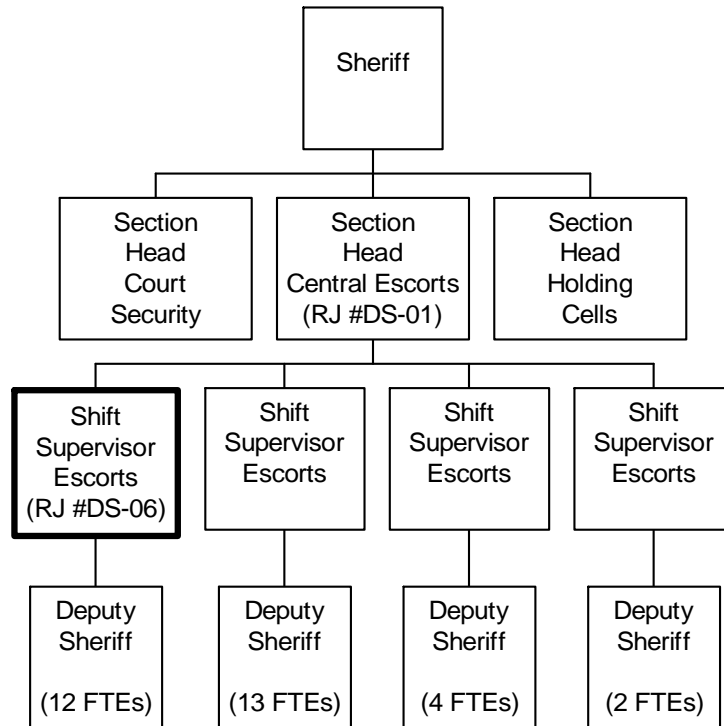 Sheriff
Section
Head
Court
Security
Section
Head
Central Escorts
(RJ #DS-01)
Section
Head
Holding
Cells
Shift
Supervisor
Escorts
(RJ #DS-06)
Shift
Supervisor
Escorts
Shift
Supervisor
Escorts
Shift
Supervisor
Escorts
Deputy
Sheriff
(12 FTEs)
Deputy
Sheriff
(13 FTEs)
Deputy
Sheriff
(4 FTEs)
Deputy
Sheriff
(2 FTEs)